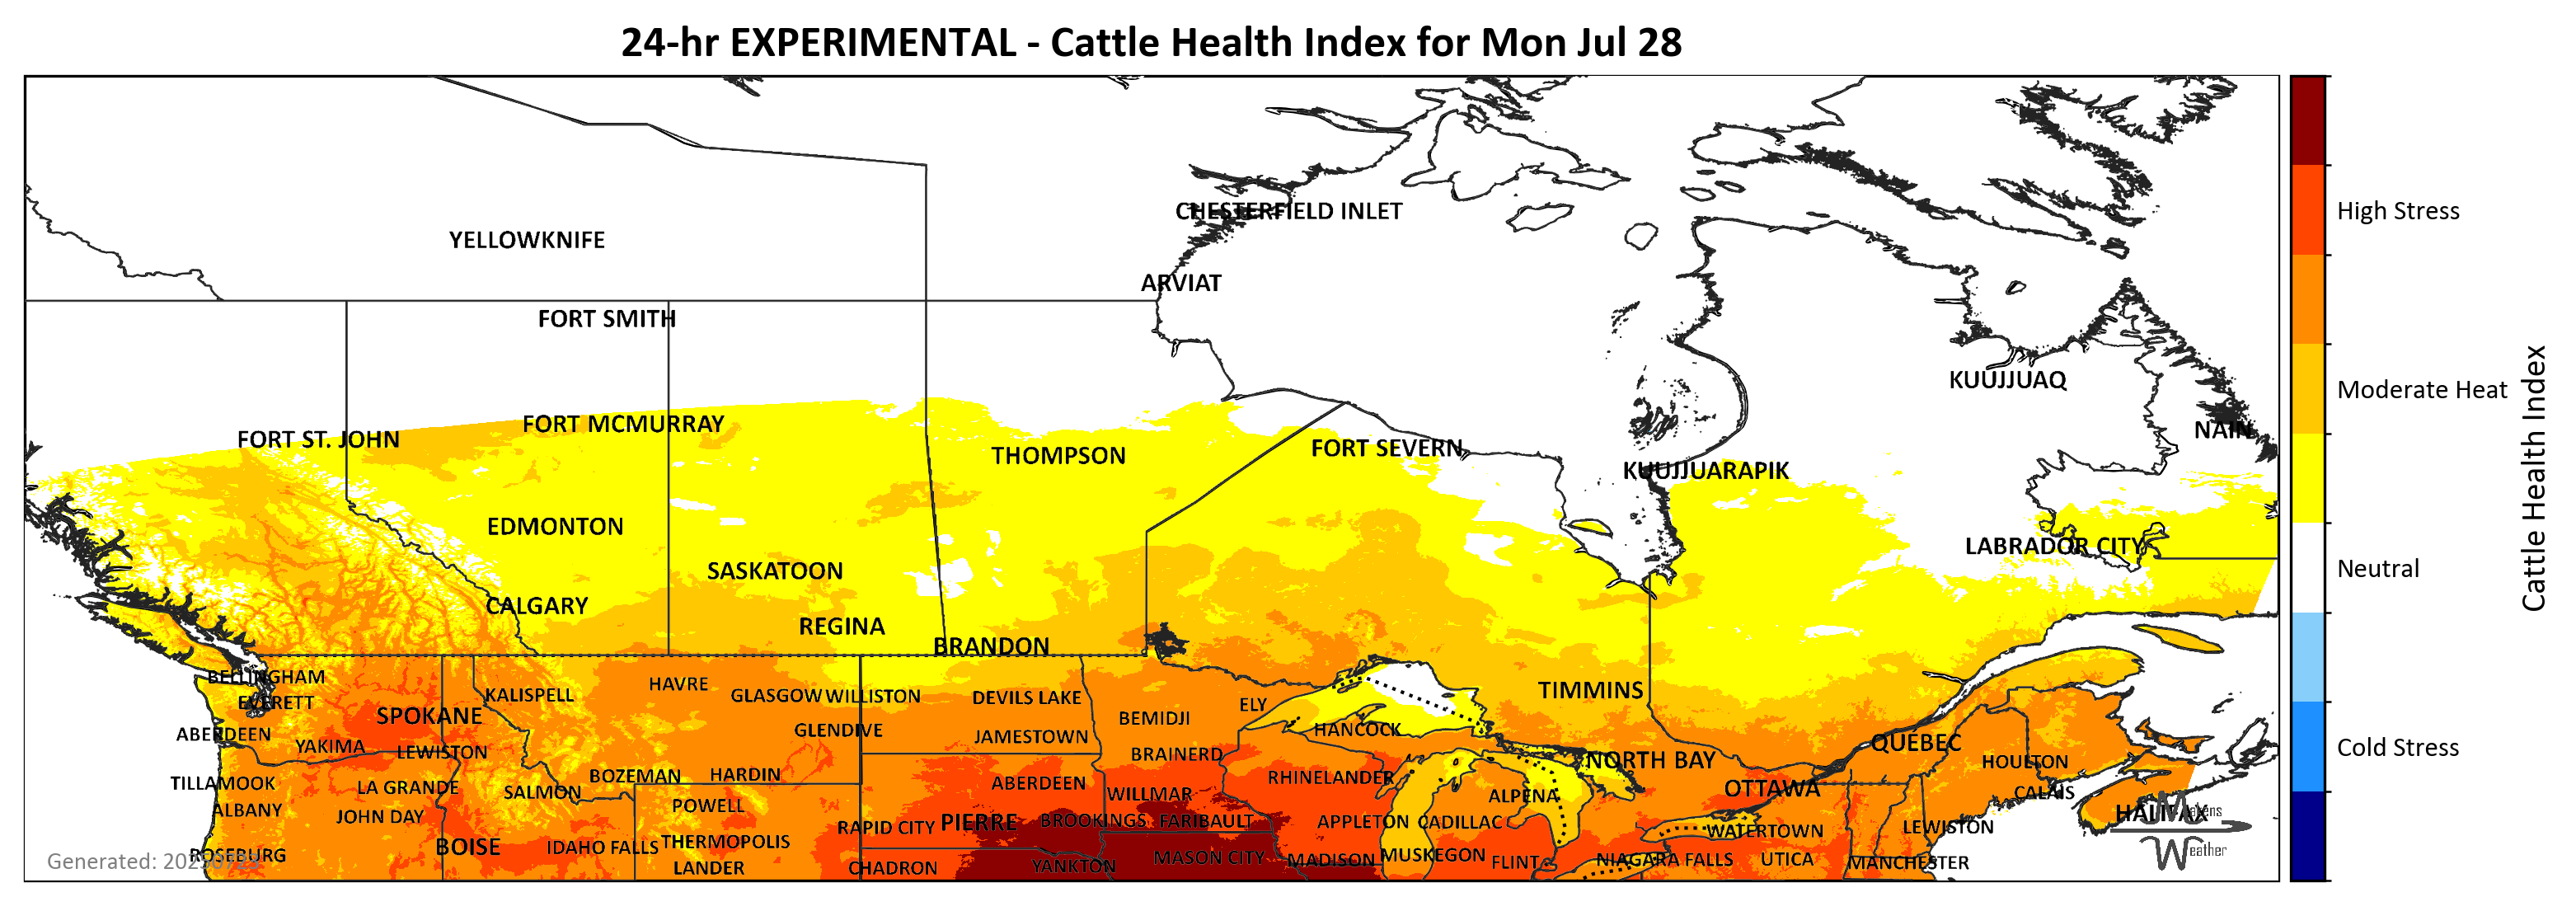 24-hr EXPERIMENTAL - Cattle Health Index for Mon Jul 28
CHESTERFIELD INLET
High Stress
YELLOWKNIFE
ARVIAT
FORT SMITH
KUUJJUAQ
Moderate Heat
FORT MCMURRAY
NAIN
FORT ST. JOHN
FORT SEVERN
THOMPSON
KUUJJUARAPIK
Cattle Health Index
EDMONTON
LABRADOR CITY
SASKATOON
Neutral
CALGARY
REGINA
BRANDON
BELLINGHAM
HAVRE
KALISPELL
GLASGOW
WILLISTON
DEVILS LAKE
TIMMINS
EVERETT
ELY
SPOKANE
BEMIDJI
GLENDIVE
HANCOCK
ABERDEEN
JAMESTOWN
QUEBEC
YAKIMA
LEWISTON
BRAINERD
Cold Stress
NORTH BAY
HOULTON
BOZEMAN
HARDIN
RHINELANDER
TILLAMOOK
LA GRANDE
ABERDEEN
OTTAWA
SALMON
WILLMAR
ALPENA
CALAIS
POWELL
ALBANY
JOHN DAY
HALIFAX
Makens
BROOKINGS
FARIBAULT
PIERRE
APPLETON
CADILLAC
RAPID CITY
WATERTOWN
LEWISTON
THERMOPOLIS
BOISE
IDAHO FALLS
Weather
ROSEBURG
MASON CITY
MUSKEGON
Generated:
MADISON
FLINT
NIAGARA FALLS
UTICA
MANCHESTER
LANDER
CHADRON
YANKTON